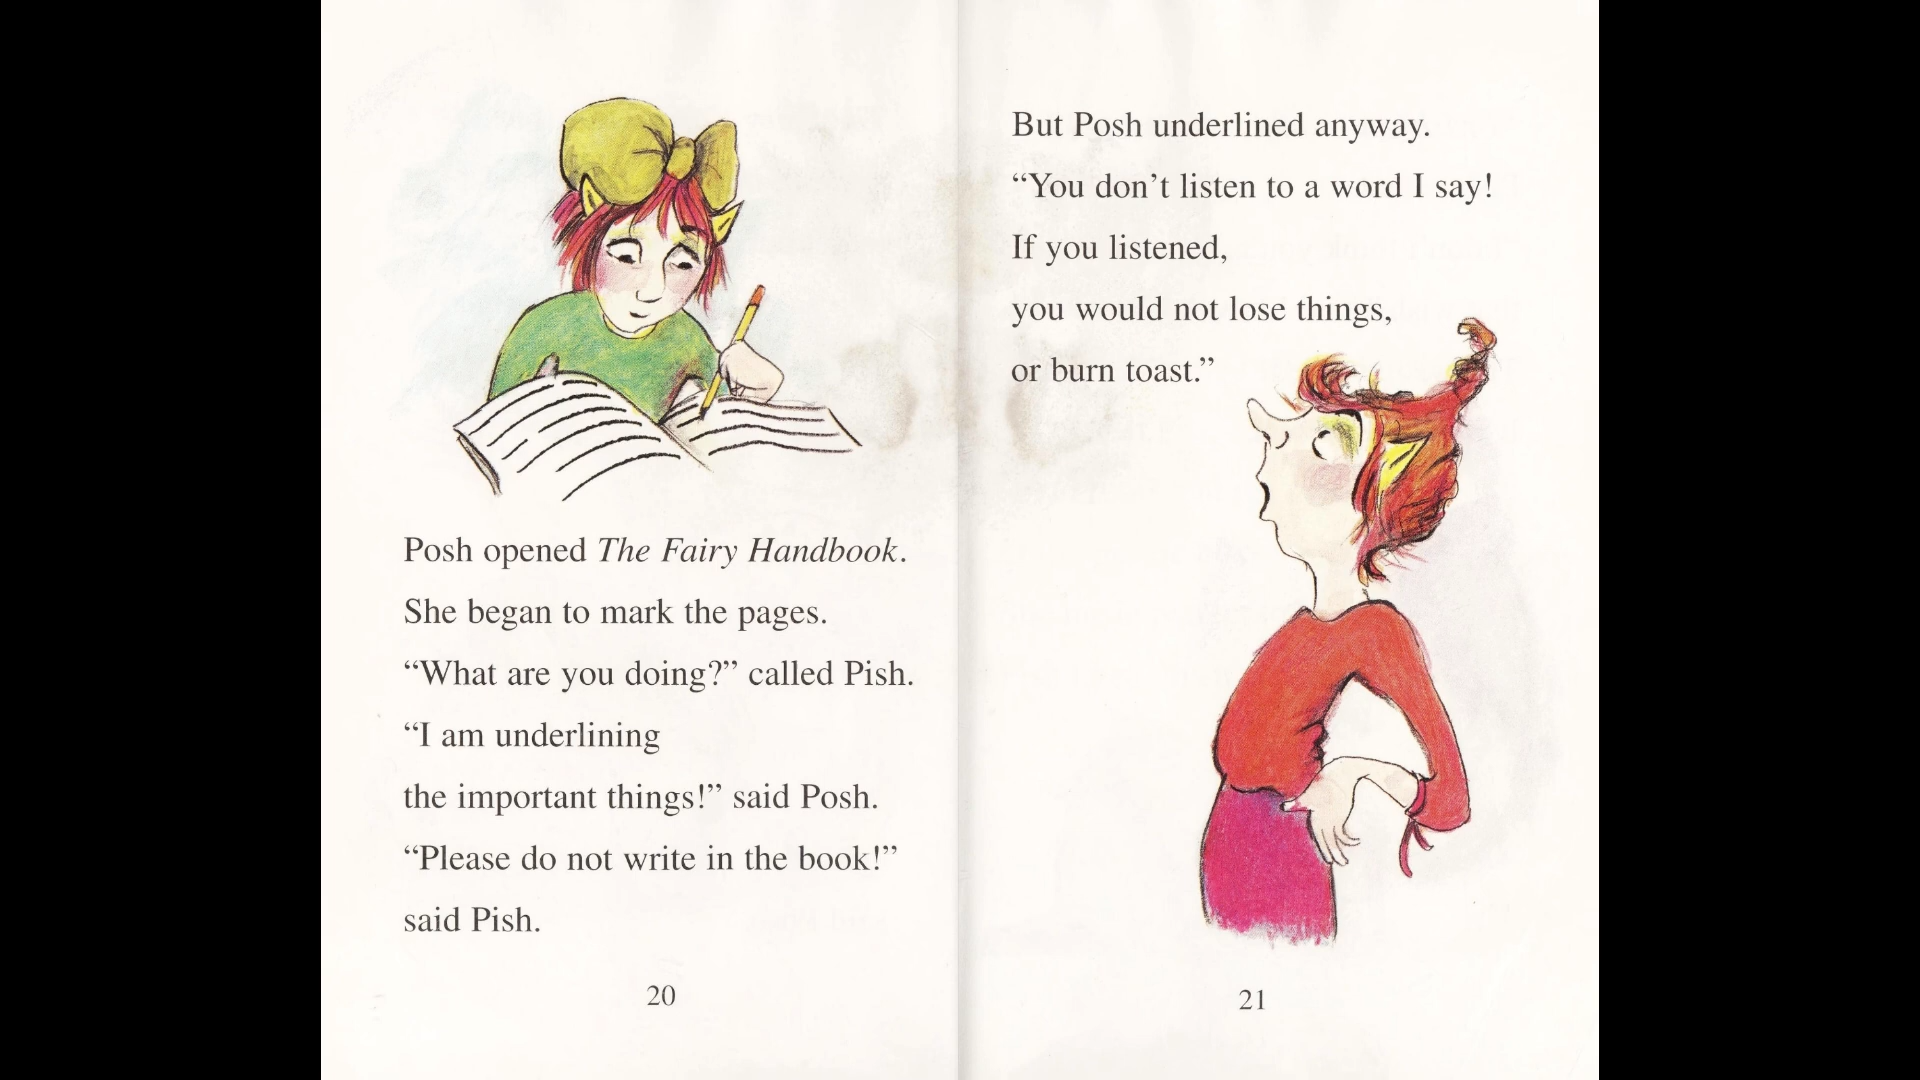 Posh opened The Fairy Handbook.
She began to mark the pages.
“What are you doing?” called Pish.
“I am underlining
the important things!” said Posh.
“Please do not write in the book!”
said Pish.
20
But Posh underlined anyway.
“You don’t listen to a word I say!
If you listened,
you would not lose things,
or burn toast.”
21